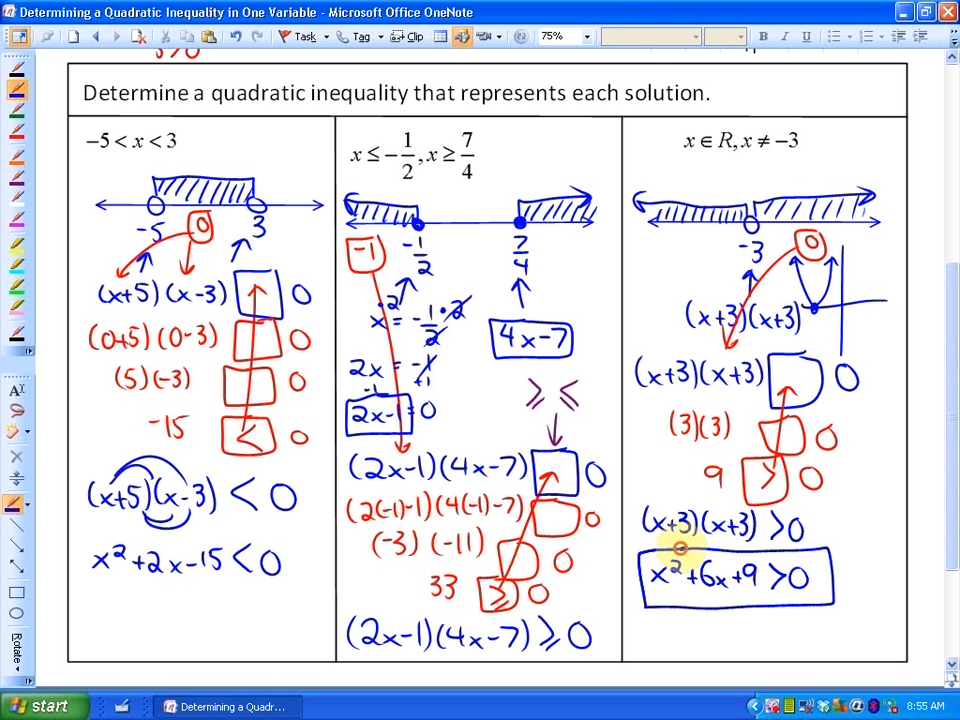 Determining a Quadratic Inequality in One Variable - Microsoft Office OneNote
Task
Tag
Clip
75%
B I U
Determine a quadratic inequality that represents each solution.
−5 < x < 3
-5 0 3
(x+5)(x-3) 0
(0+5)(0-3) 0
(5)(-3) 0
-15 < 0
(x+5)(x-3) < 0
x²+2x-15 < 0
x ≤ −1/2, x ≥ 7/4
-1 -1/2 7/4
x = -1/2 ·2
·2
4x-7
2x = -1
-1 -1
2x-1 = 0
≥ ≤
(2x-1)(4x-7) 0
(2(-1)-1)(4(-1)-7) 0
(-3) (-11) 0
33 ≥ 0
(2x-1)(4x-7) ≥ 0
x ∈ R, x ≠ −3
-3 0
(x+3)(x+3)
(x+3)(x+3) 0
(3)(3) 0
9 > 0
(x+3)(x+3) > 0
x²+6x+9 > 0
Rotate
start
Determining a Quadr...
8:55 AM